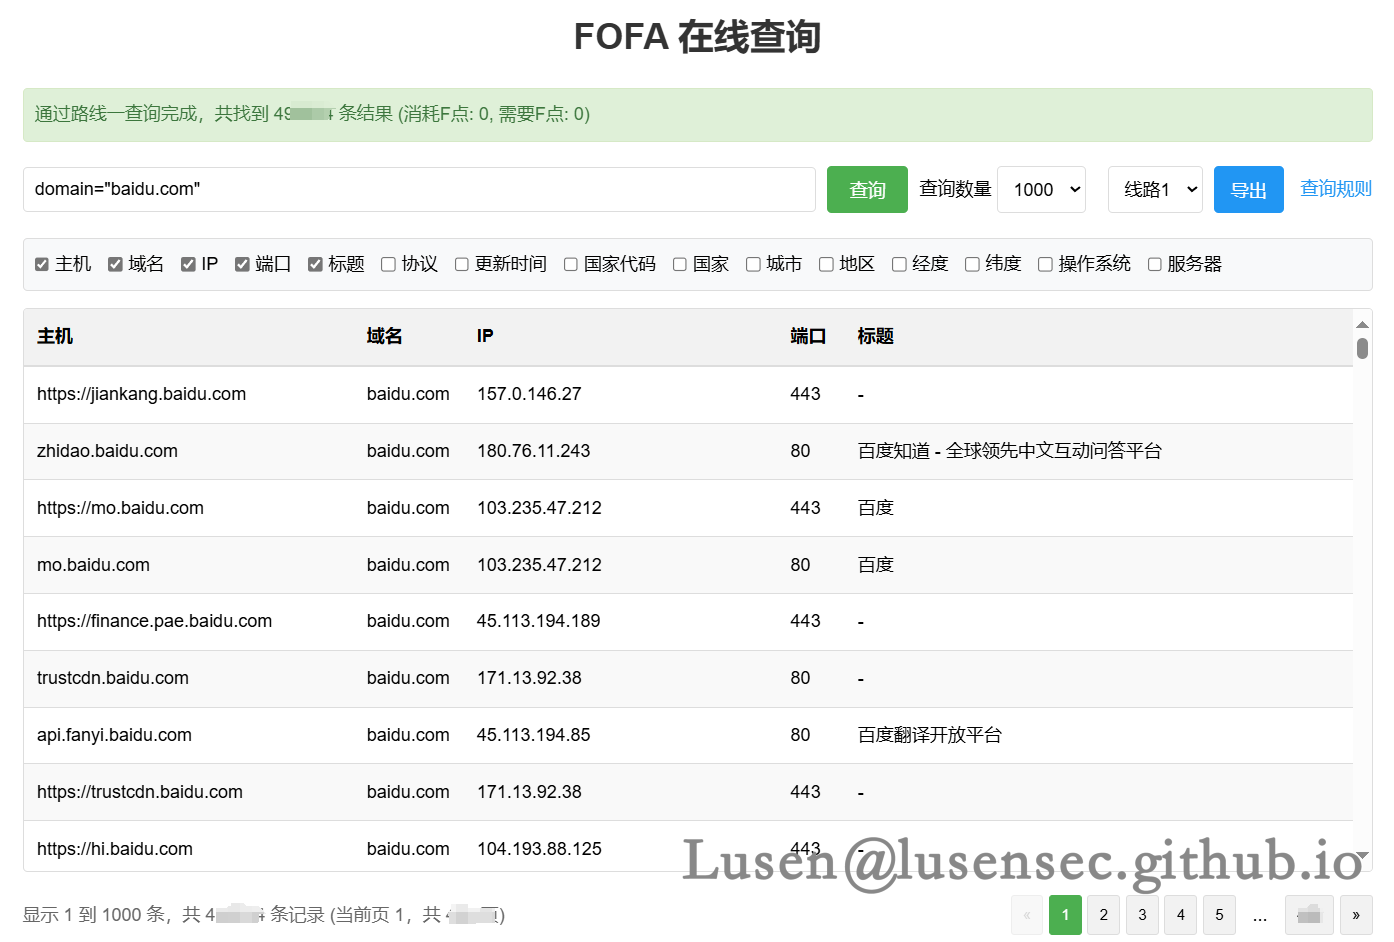 FOFA 在线查询
通过路线一查询完成，共找到 49 4 条结果 (消耗F点: 0, 需要F点: 0)
domain="baidu.com" 查询 查询数量 1000 线路1 导出 查询规则
主机 域名 IP 端口 标题 协议 更新时间 国家代码 国家 城市 地区 经度 纬度 操作系统 服务器
主机 域名 IP 端口 标题
https://jiankang.baidu.com baidu.com 157.0.146.27 443 -
zhidao.baidu.com baidu.com 180.76.11.243 80 百度知道 - 全球领先中文互动问答平台
https://mo.baidu.com baidu.com 103.235.47.212 443 百度
mo.baidu.com baidu.com 103.235.47.212 80 百度
https://finance.pae.baidu.com baidu.com 45.113.194.189 443 -
trustcdn.baidu.com baidu.com 171.13.92.38 80 -
api.fanyi.baidu.com baidu.com 45.113.194.85 80 百度翻译开放平台
https://trustcdn.baidu.com baidu.com 171.13.92.38 443 -
https://hi.baidu.com baidu.com 104.193.88.125 443 -
Lusen@lusensec.github.io
显示 1 到 1000 条，共 4 4 条记录 (当前页 1，共 页)
« 1 2 3 4 5 ... »